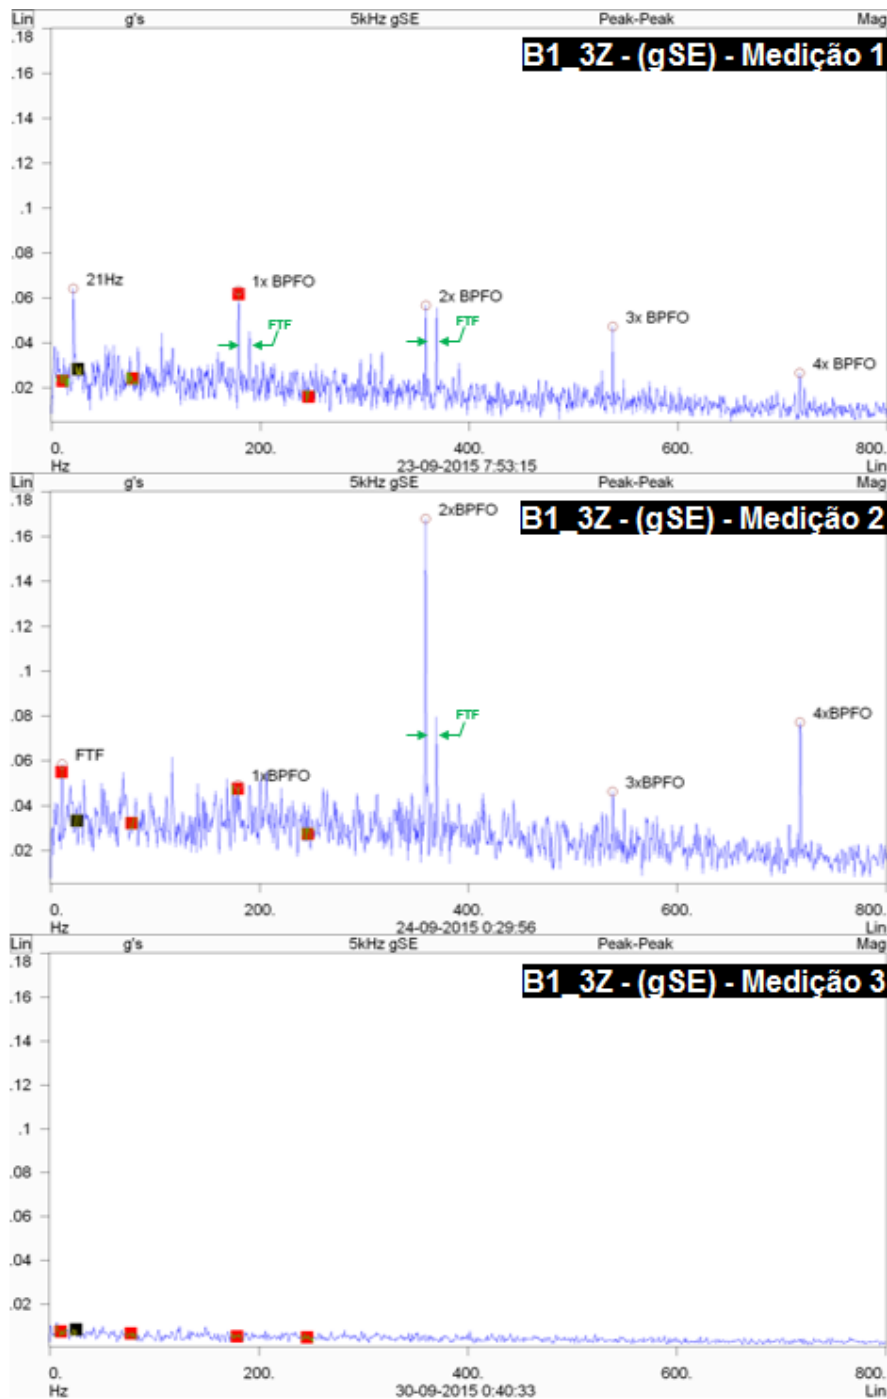 Lin g's 5kHz gSE Peak-Peak Mag
.18
B1_3Z - (gSE) - Medição 1
.16
.14
.12
.1
.08
21Hz
1x BPFO
2x BPFO
3x BPFO
4x BPFO
.06
FTF
FTF
.04
.02
0. 200. 400. 600. 800.
Hz 23-09-2015 7:53:15 Lin
Lin g's 5kHz gSE Peak-Peak Mag
.18
2xBPFO
B1_3Z - (gSE) - Medição 2
.16
.14
.12
.1
.08
FTF
4xBPFO
.06
FTF
1xBPFO
3xBPFO
.04
.02
0. 200. 400. 600. 800.
Hz 24-09-2015 0:29:56 Lin
Lin g's 5kHz gSE Peak-Peak Mag
.18
B1_3Z - (gSE) - Medição 3
.16
.14
.12
.1
.08
.06
.04
.02
0. 200. 400. 600. 800.
Hz 30-09-2015 0:40:33 Lin